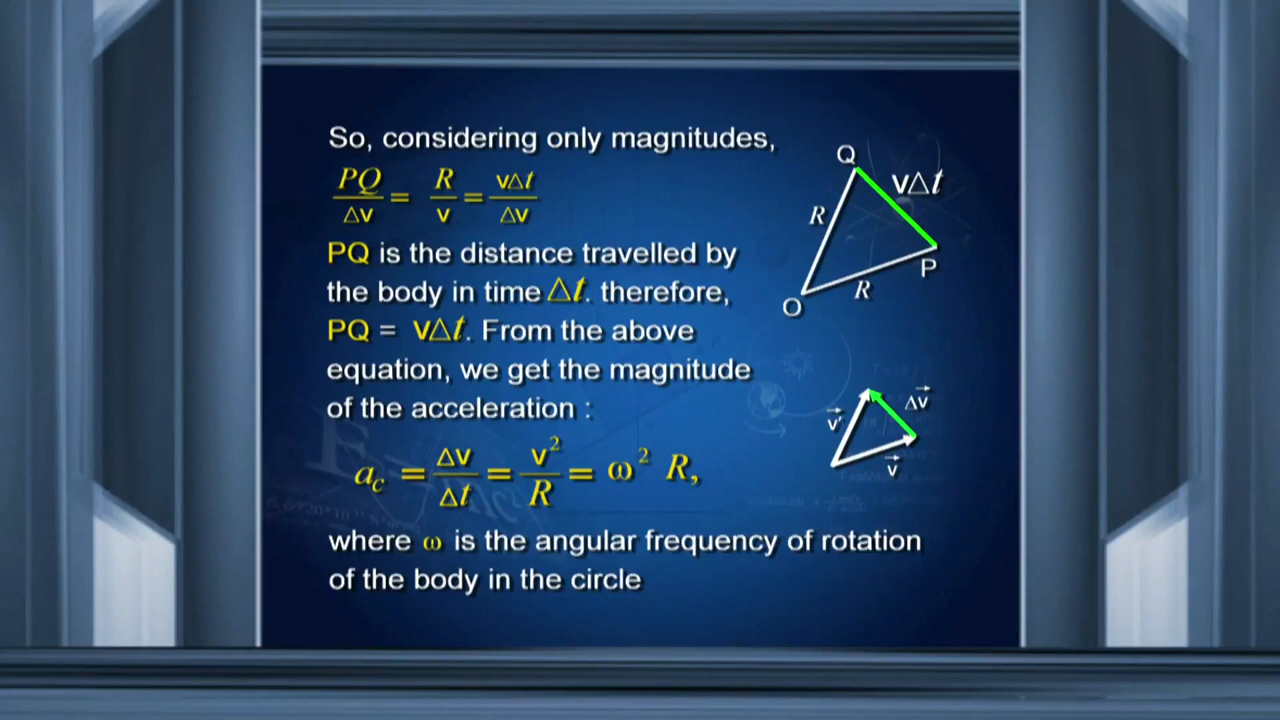 So, considering only magnitudes,
PQ/Δv = R/v = vΔt/Δv
PQ is the distance travelled by
the body in time Δt. therefore,
PQ = vΔt. From the above
equation, we get the magnitude
of the acceleration :
a_c = Δv/Δt = v²/R = ω² R,
where ω is the angular frequency of rotation
of the body in the circle
Q
vΔt
R
P
R
O
Δv⃗
v⃗'
v⃗